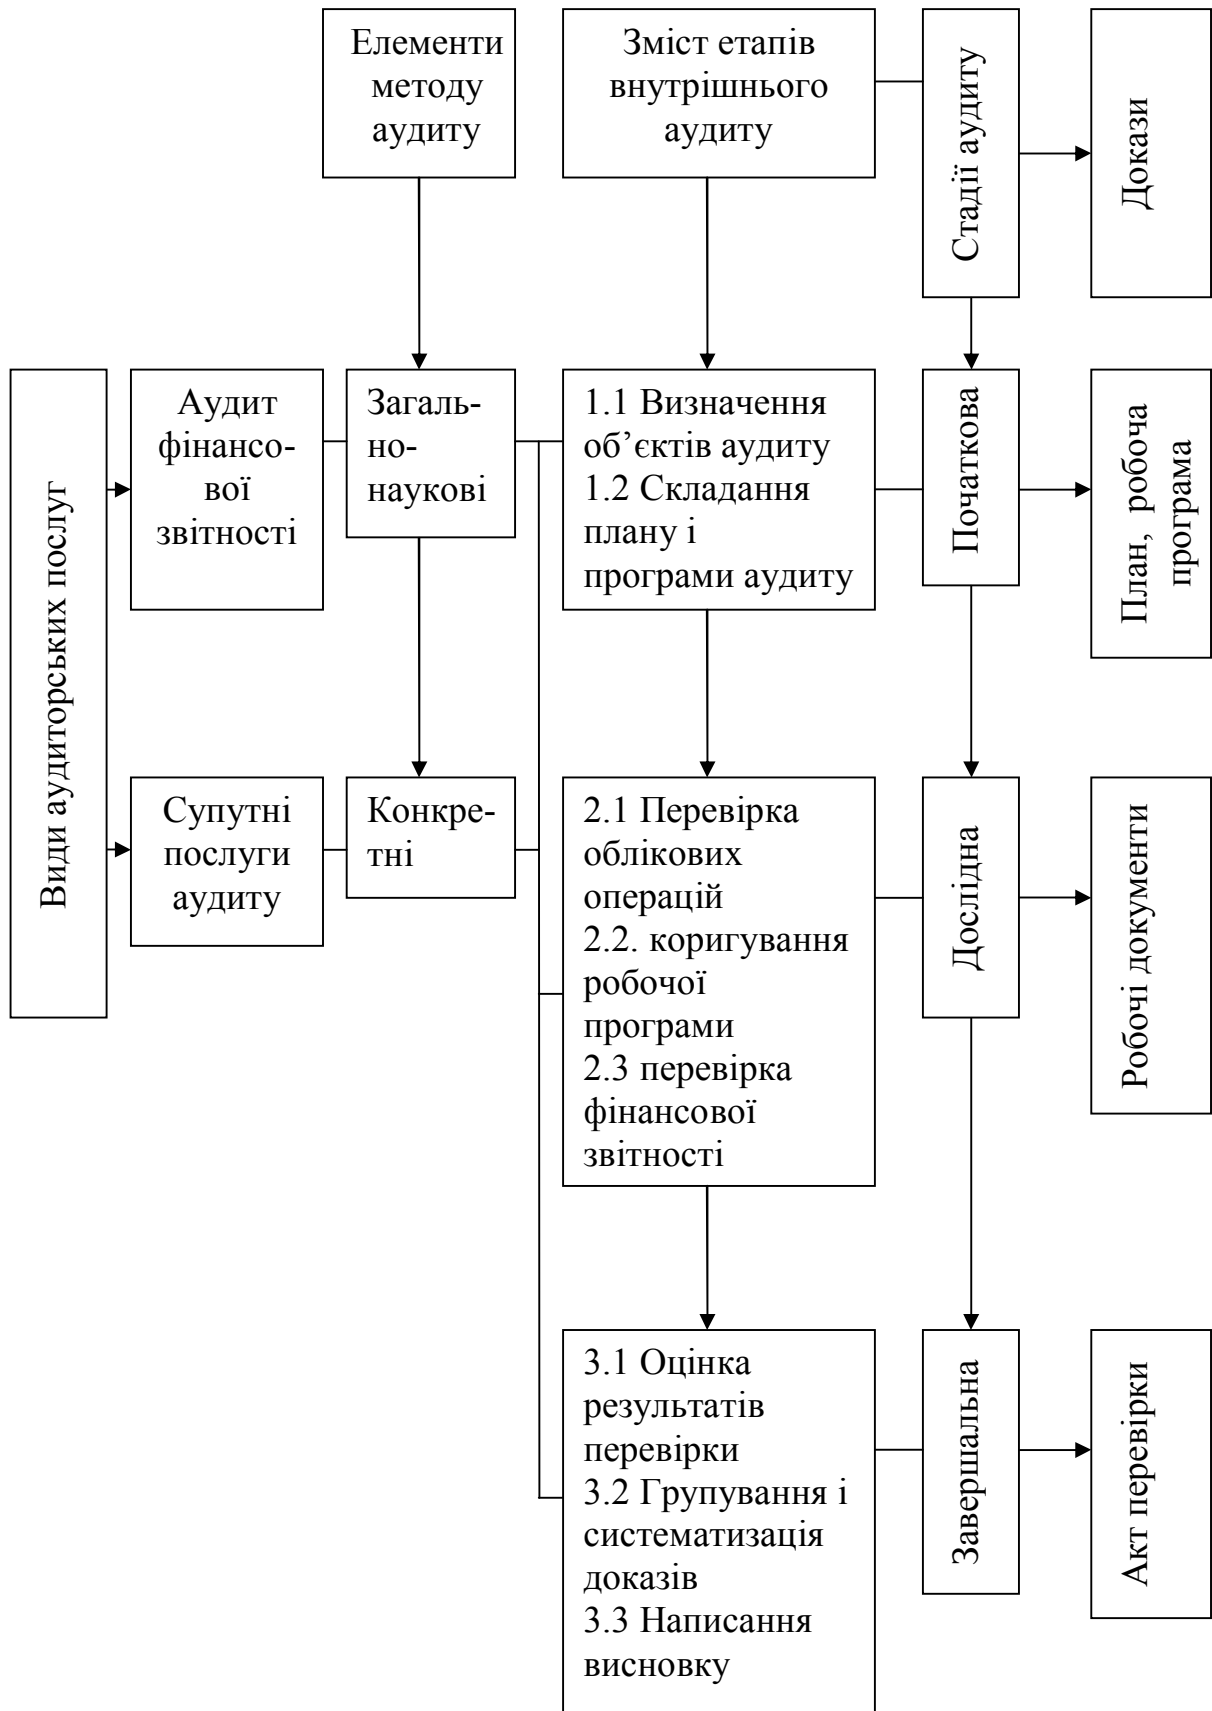 Елементи
методу
аудиту
Зміст етапів
внутрішнього
аудиту
Стадії аудиту
Докази
Види аудиторських послуг
Аудит
фінансо-
вої
звітності
Загаль-
но-
наукові
1.1 Визначення
об’єктів аудиту
1.2 Складання
плану і
програми аудиту
Початкова
План, робоча
програма
Супутні
послуги
аудиту
Конкре-
тні
2.1 Перевірка
облікових
операцій
2.2. коригування
робочої
програми
2.3 перевірка
фінансової
звітності
Дослідна
Робочі документи
3.1 Оцінка
результатів
перевірки
3.2 Групування і
систематизація
доказів
3.3 Написання
висновку
Завершальна
Акт перевірки